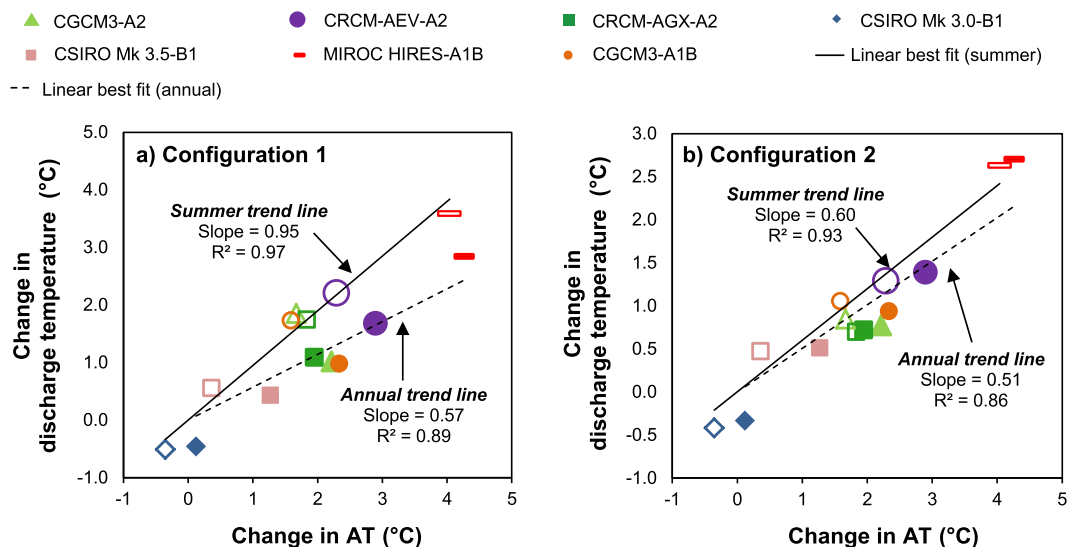 CGCM3-A2
CRCM-AEV-A2
CRCM-AGX-A2
CSIRO Mk 3.0-B1
CSIRO Mk 3.5-B1
MIROC HIRES-A1B
CGCM3-A1B
Linear best fit (summer)
Linear best fit (annual)
a) Configuration 1
Change in
discharge temperature (°C)
5.0
4.0
3.0
2.0
1.0
0.0
-1.0
Summer trend line
Slope = 0.95
R² = 0.97
Annual trend line
Slope = 0.57
R² = 0.89
-1
0
1
2
3
4
5
Change in AT (°C)
b) Configuration 2
Change in
discharge temperature (°C)
3.0
2.5
2.0
1.5
1.0
0.5
0.0
-0.5
-1.0
Summer trend line
Slope = 0.60
R² = 0.93
Annual trend line
Slope = 0.51
R² = 0.86
-1
0
1
2
3
4
5
Change in AT (°C)